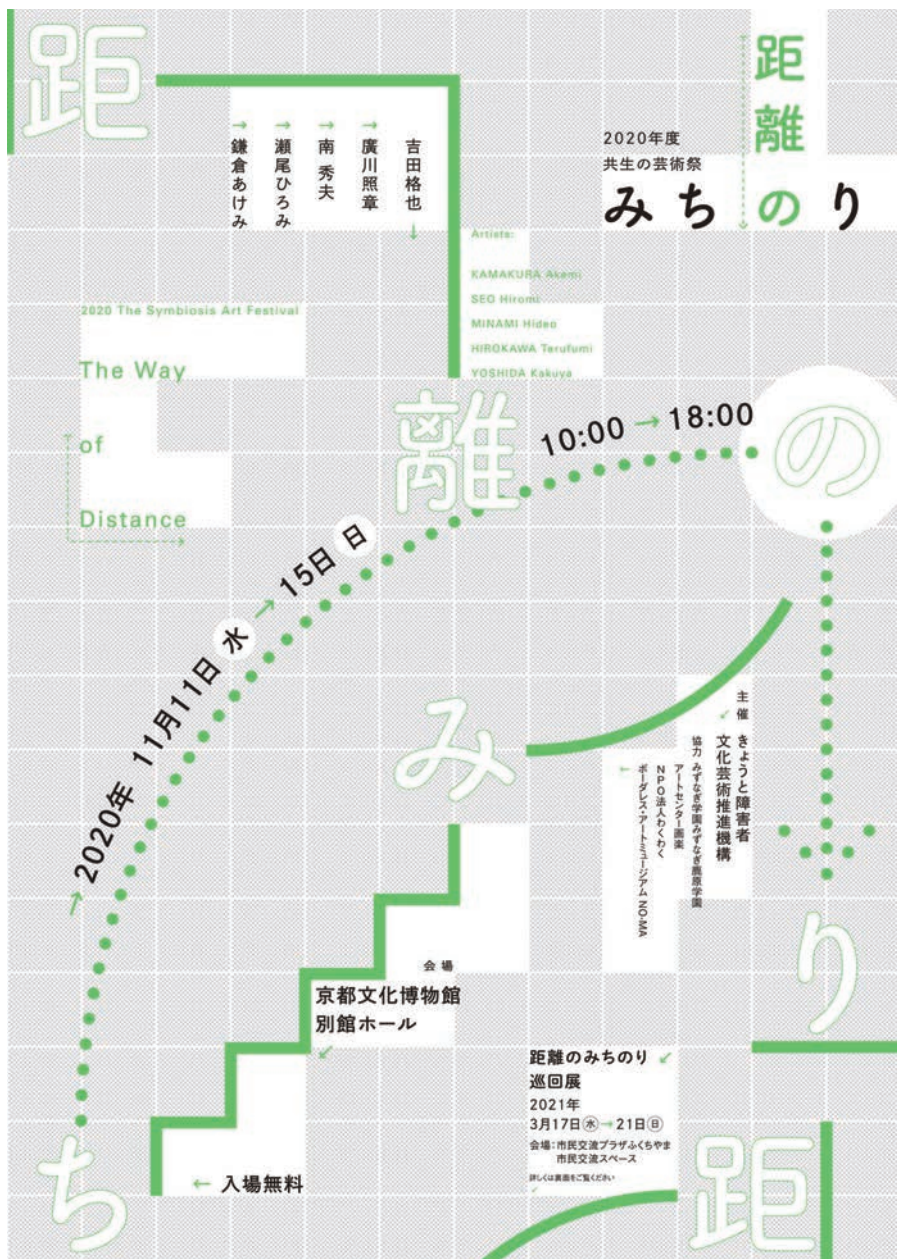 距離の
2020年度
共生の芸術祭
みちのり
距
吉田格也
廣川照章
南 秀夫
瀬尾ひろみ
鎌倉あけみ
Artists:
KAMAKURA Akemi
SEO Hiromi
MINAMI Hideo
HIROKAWA Terufumi
YOSHIDA Kakuya
2020 The Symbiosis Art Festival
The Way
of
Distance
離
10:00→18:00
の
→2020年 11月11日水→15日日
み
主催
きょうと障害者
文化芸術推進機構
協力 みずなぎ学園みずなぎ鹿原学園
アートセンター画楽
NPO法人わくわく
ボーダレス・アートミュージアム NO-MA
り
会場
京都文化博物館
別館ホール
距離のみちのり
巡回展
2021年
3月17日㊌→21日㊐
会場:市民交流プラザふくちやま
市民交流スペース
詳しくは裏面をご覧ください
ち
← 入場無料
距